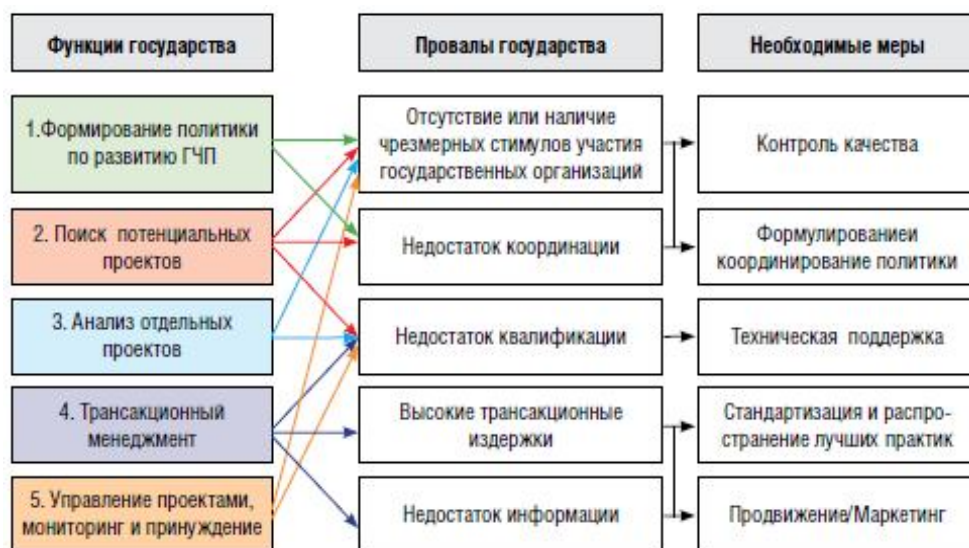 Функции государства
Провалы государства
Необходимые меры
1.Формирование политики
по развитию ГЧП
Отсутствие или наличие
чрезмерных стимулов участия
государственных организаций
Контроль качества
2. Поиск потенциальных
проектов
Недостаток координации
Формулированиеи
координирование политики
3. Анализ отдельных
проектов
Недостаток квалификации
Техническая поддержка
4. Трансакционный
менеджмент
Высокие трансакционные
издержки
Стандартизация и распро-
странение лучших практик
5. Управление проектами,
мониторинг и принуждение
Недостаток информации
Продвижение/Маркетинг